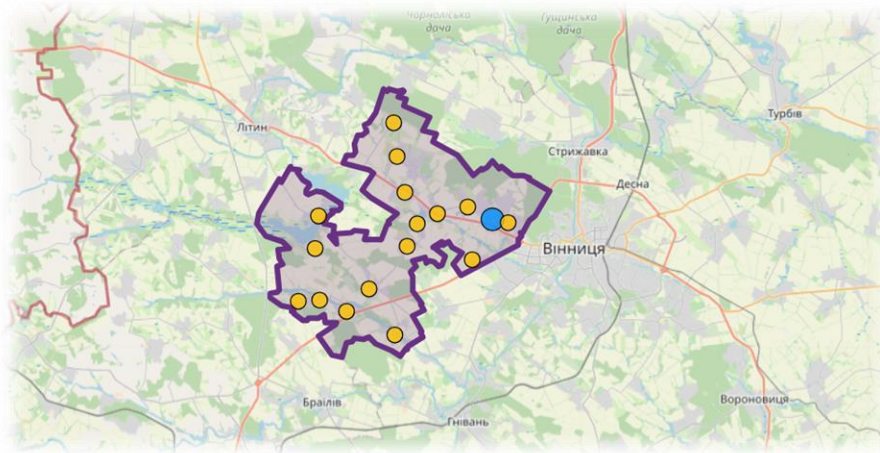 Чорноліська
дача
Гущинська
дача
Турбів
Літин
Стрижавка
Десна
Вінниця
Браїлів
Вороновиця
Гнівань